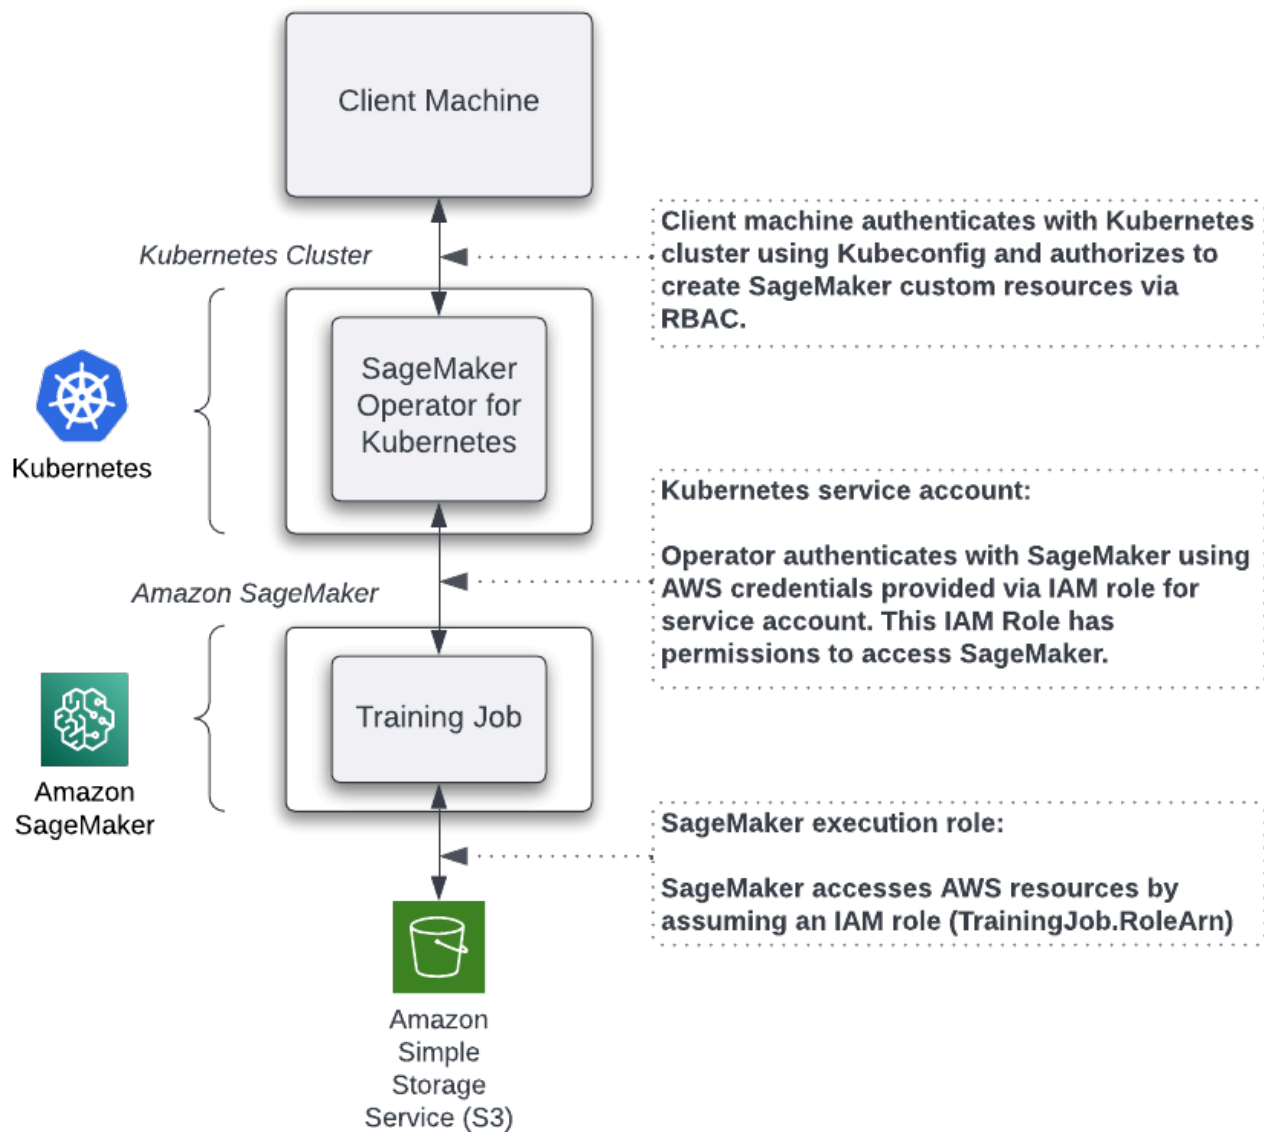 Client Machine
Client machine authenticates with Kubernetes
cluster using Kubeconfig and authorizes to
create SageMaker custom resources via
RBAC.
Kubernetes Cluster
SageMaker
Operator for
Kubernetes
Kubernetes
Kubernetes service account:
Operator authenticates with SageMaker using
AWS credentials provided via IAM role for
service account. This IAM Role has
permissions to access SageMaker.
Amazon SageMaker
Training Job
Amazon
SageMaker
SageMaker execution role:
SageMaker accesses AWS resources by
assuming an IAM role (TrainingJob.RoleArn)
Amazon
Simple
Storage
Service (S3)